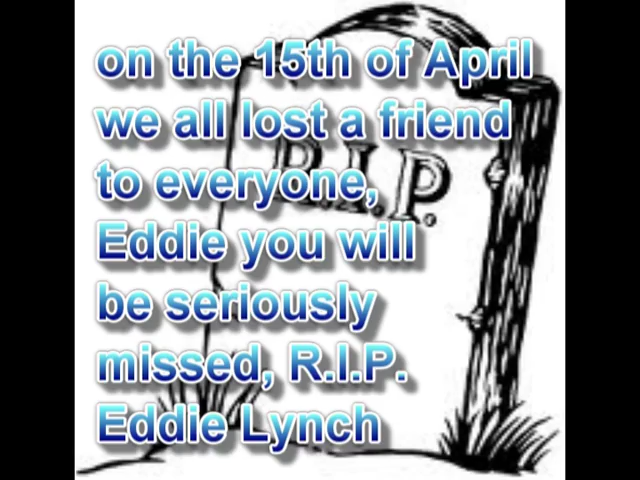 on the 15th of April
we all lost a friend
R.I.P.
to everyone,
Eddie you will
be seriously
missed, R.I.P.
Eddie Lynch